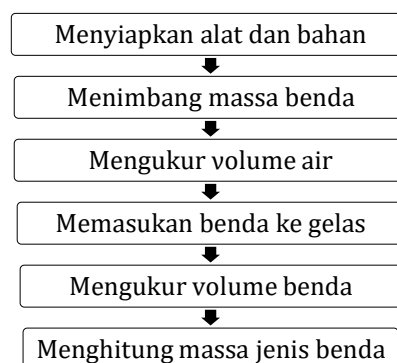 Menyiapkan alat dan bahan
Menimbang massa benda
Mengukur volume air
Memasukan benda ke gelas
Mengukur volume benda
Menghitung massa jenis benda